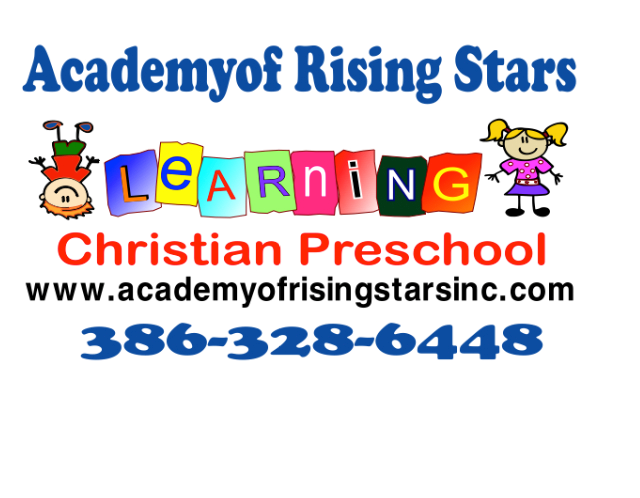 Academyof Rising Stars
LeARniNG
Christian Preschool
www.academyofrisingstarsinc.com
386-328-6448